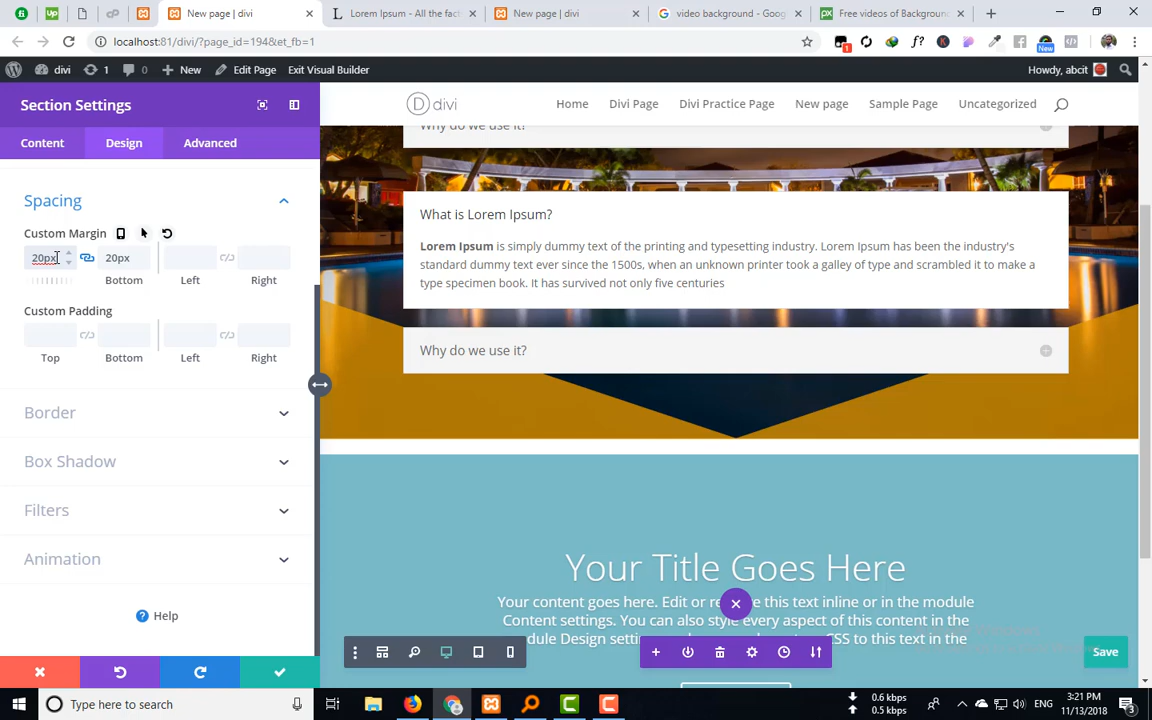 New page | divi
Lorem Ipsum - All the fact
New page | divi
video background - Goog
Free videos of Background
localhost:81/divi/?page_id=194&et_fb=1
divi
1
New
Edit Page
Exit Visual Builder
Howdy, abcit
Section Settings
Content
Design
Advanced
divi
Home
Divi Page
Divi Practice Page
New page
Sample Page
Uncategorized
Why do we use it?
Spacing
Custom Margin
20px
20px
Bottom
Left
Right
Custom Padding
Top
Bottom
Left
Right
Border
Box Shadow
Filters
Animation
Help
What is Lorem Ipsum?
Lorem Ipsum is simply dummy text of the printing and typesetting industry. Lorem Ipsum has been the industry's
standard dummy text ever since the 1500s, when an unknown printer took a galley of type and scrambled it to make a
type specimen book. It has survived not only five centuries
Why do we use it?
Your Title Goes Here
Your content goes here. Edit or re this text inline or in the module
Content settings. You can also style every aspect of this content in the
module Design to this text in the
Save
Type here to search
0.6 kbps
0.5 kbps
ENG
3:21 PM
11/13/2018
3